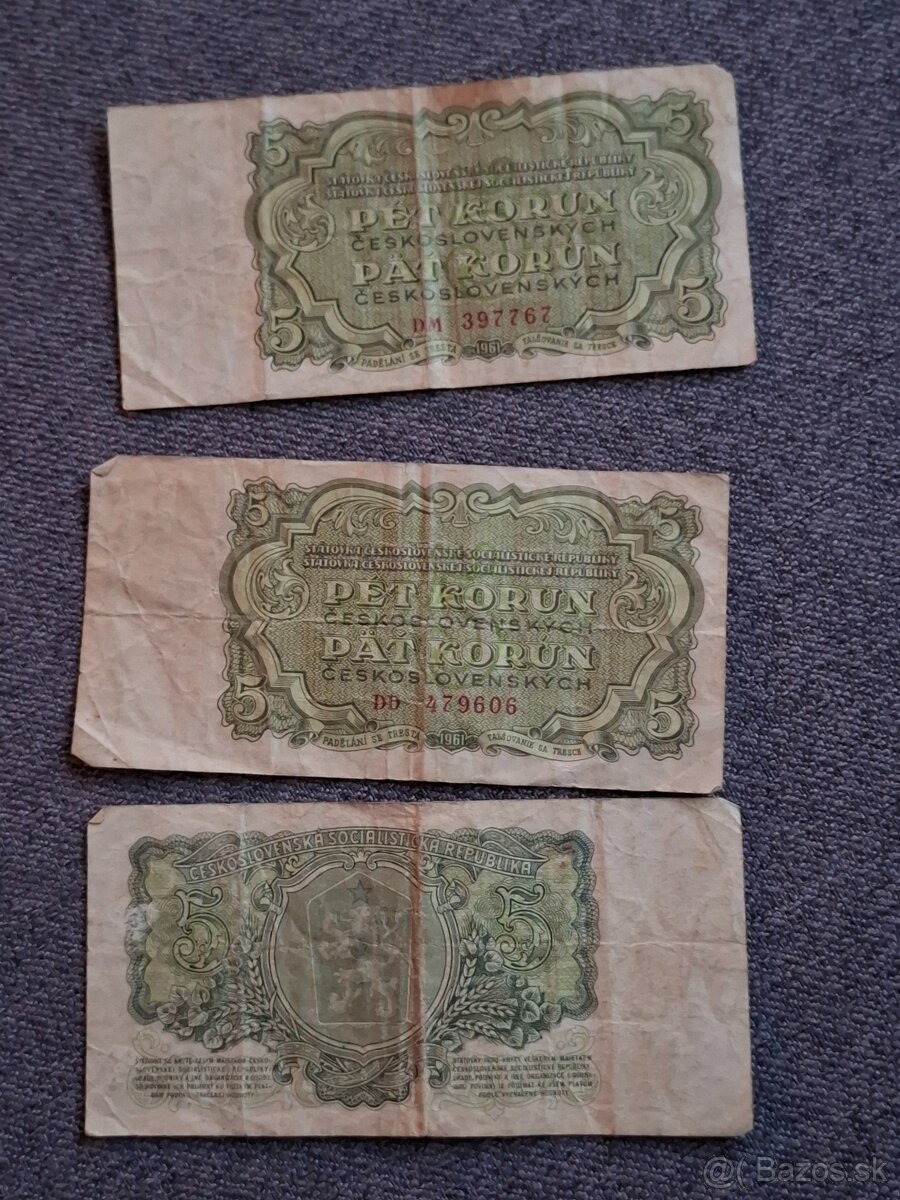 5 5
STÁTOVKA ČESKOSLOVENSKÉ SOCIALISTICKÉ REPUBLIKY
ŠTÁTOVKA ČESKOSLOVENSKEJ SOCIALISTICKEJ REPUBLIKY
PĚT KORUN
ČESKOSLOVENSKÝCH
PÄŤ KORÚN
ČESKOSLOVENSKÝCH
5 5
DM 397767
PADĚLÁNÍ SE TRESTÁ 1961 FALŠOVANIE SA TRESCE
5 5
STÁTOVKA ČESKOSLOVENSKÉ SOCIALISTICKÉ REPUBLIKY
ŠTÁTOVKA ČESKOSLOVENSKEJ SOCIALISTICKEJ REPUBLIKY
PĚT KORUN
ČESKOSLOVENSKÝCH
PÄŤ KORÚN
ČESKOSLOVENSKÝCH
5 5
DD 479606
PADĚLÁNÍ SE TRESTÁ 1961 FALŠOVANIE SA TRESCE
ČESKOSLOVENSKÁ SOCIALISTICKÁ REPUBLIKA
5 5
@( Bazos.sk